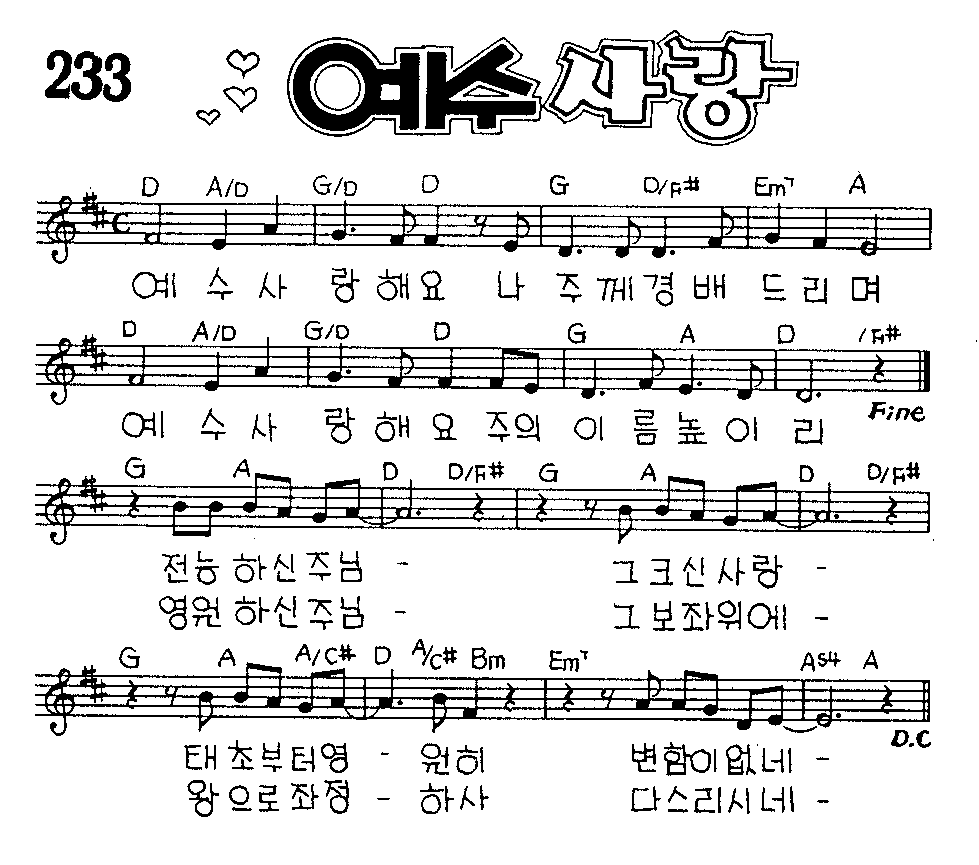 233
예수 사랑
D A/D G/D D G D/F# Em7 A
예 수 사 랑 해 요 나 주 께 경 배 드 리 며
D A/D G/D D G A D /F#
예 수 사 랑 해 요 주의 이 름 높 이 리
Fine
G A D D/F# G A D D/F#
전능하신주님 - 그크신사랑 -
영원하신주님 - 그보좌위에 -
G A A/C# D A/C# Bm Em7 As4 A
D.C
태초부터영 - 원히 변함이없네 -
왕으로좌정 - 하사 다스리시네 -